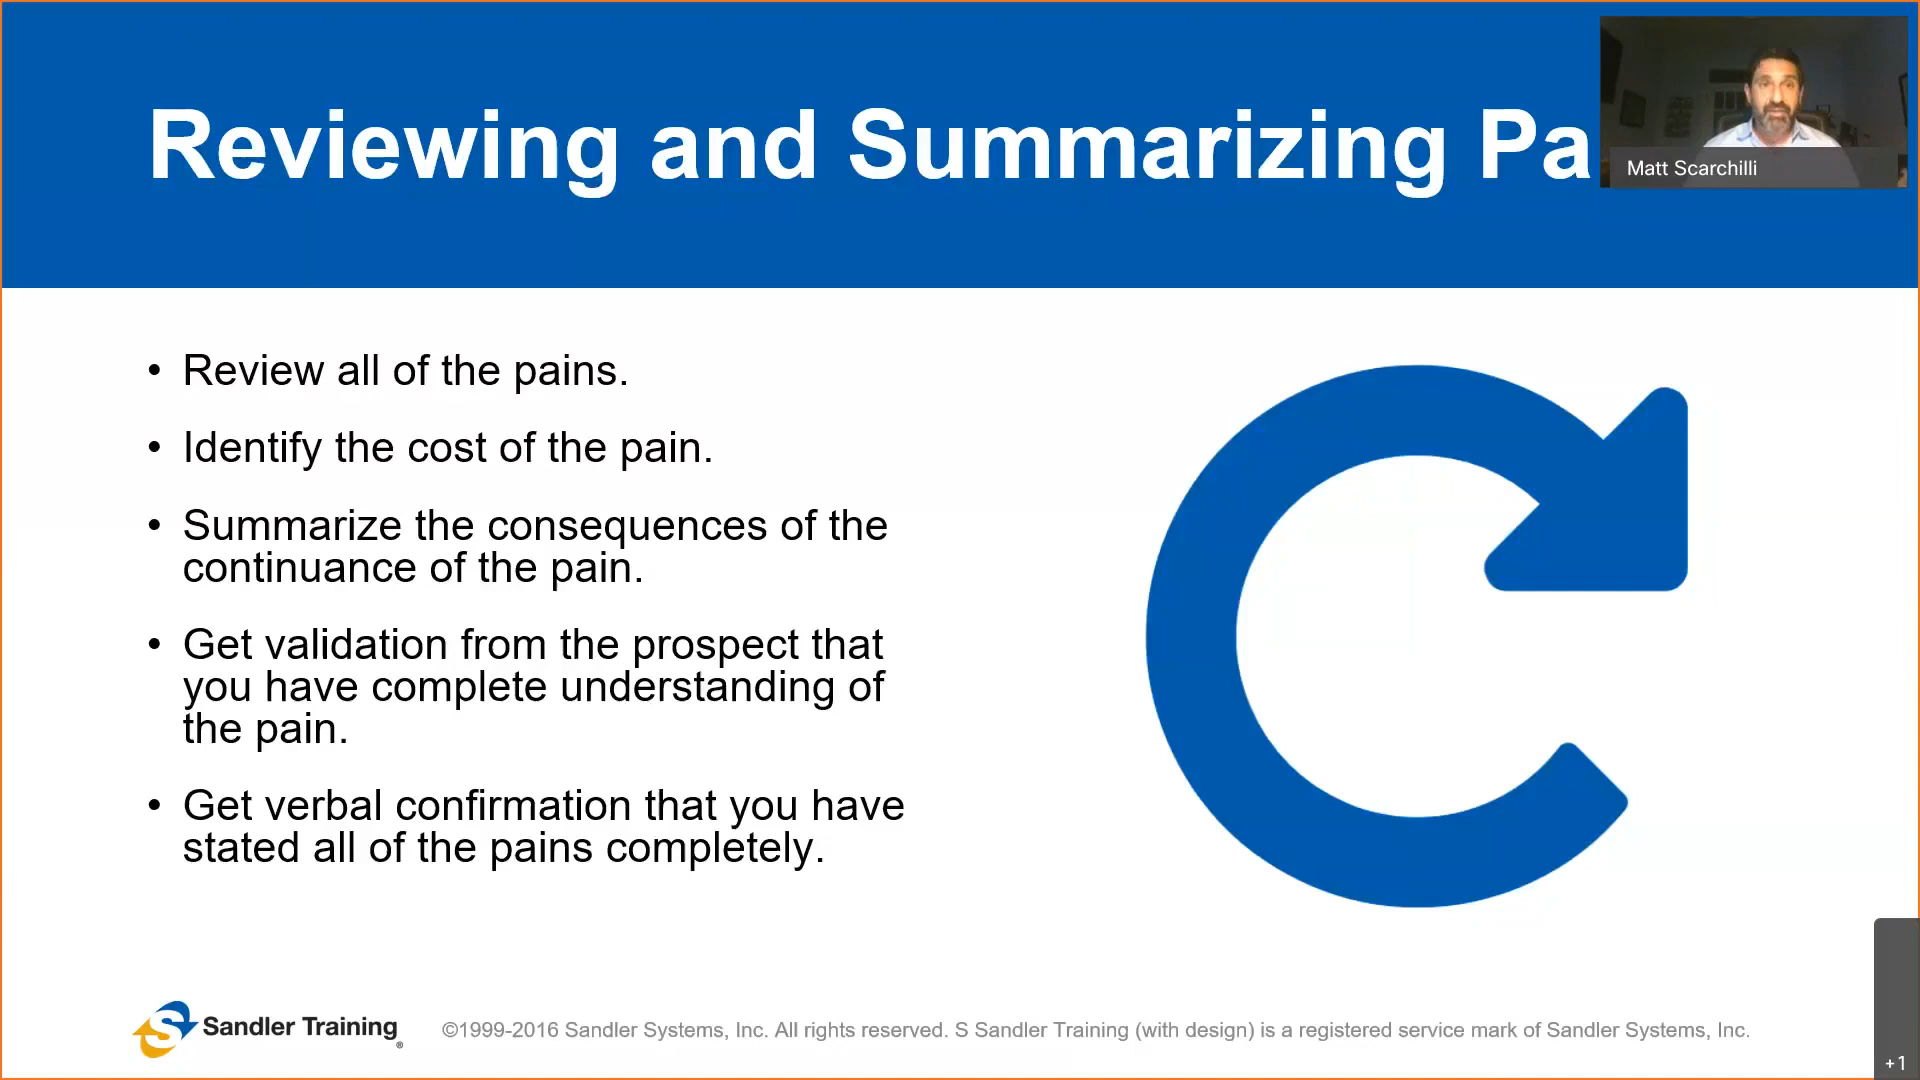 Reviewing and Summarizing Pa
Matt Scarchilli
• Review all of the pains.
• Identify the cost of the pain.
• Summarize the consequences of the
continuance of the pain.
• Get validation from the prospect that
you have complete understanding of
the pain.
• Get verbal confirmation that you have
stated all of the pains completely.
S Sandler Training®
©1999-2016 Sandler Systems, Inc. All rights reserved. S Sandler Training (with design) is a registered service mark of Sandler Systems, Inc.
+1